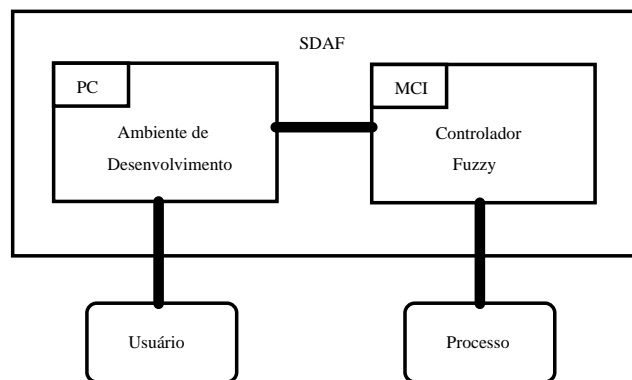 SDAF
PC
Ambiente de
Desenvolvimento
MCI
Controlador
Fuzzy
Usuário
Processo